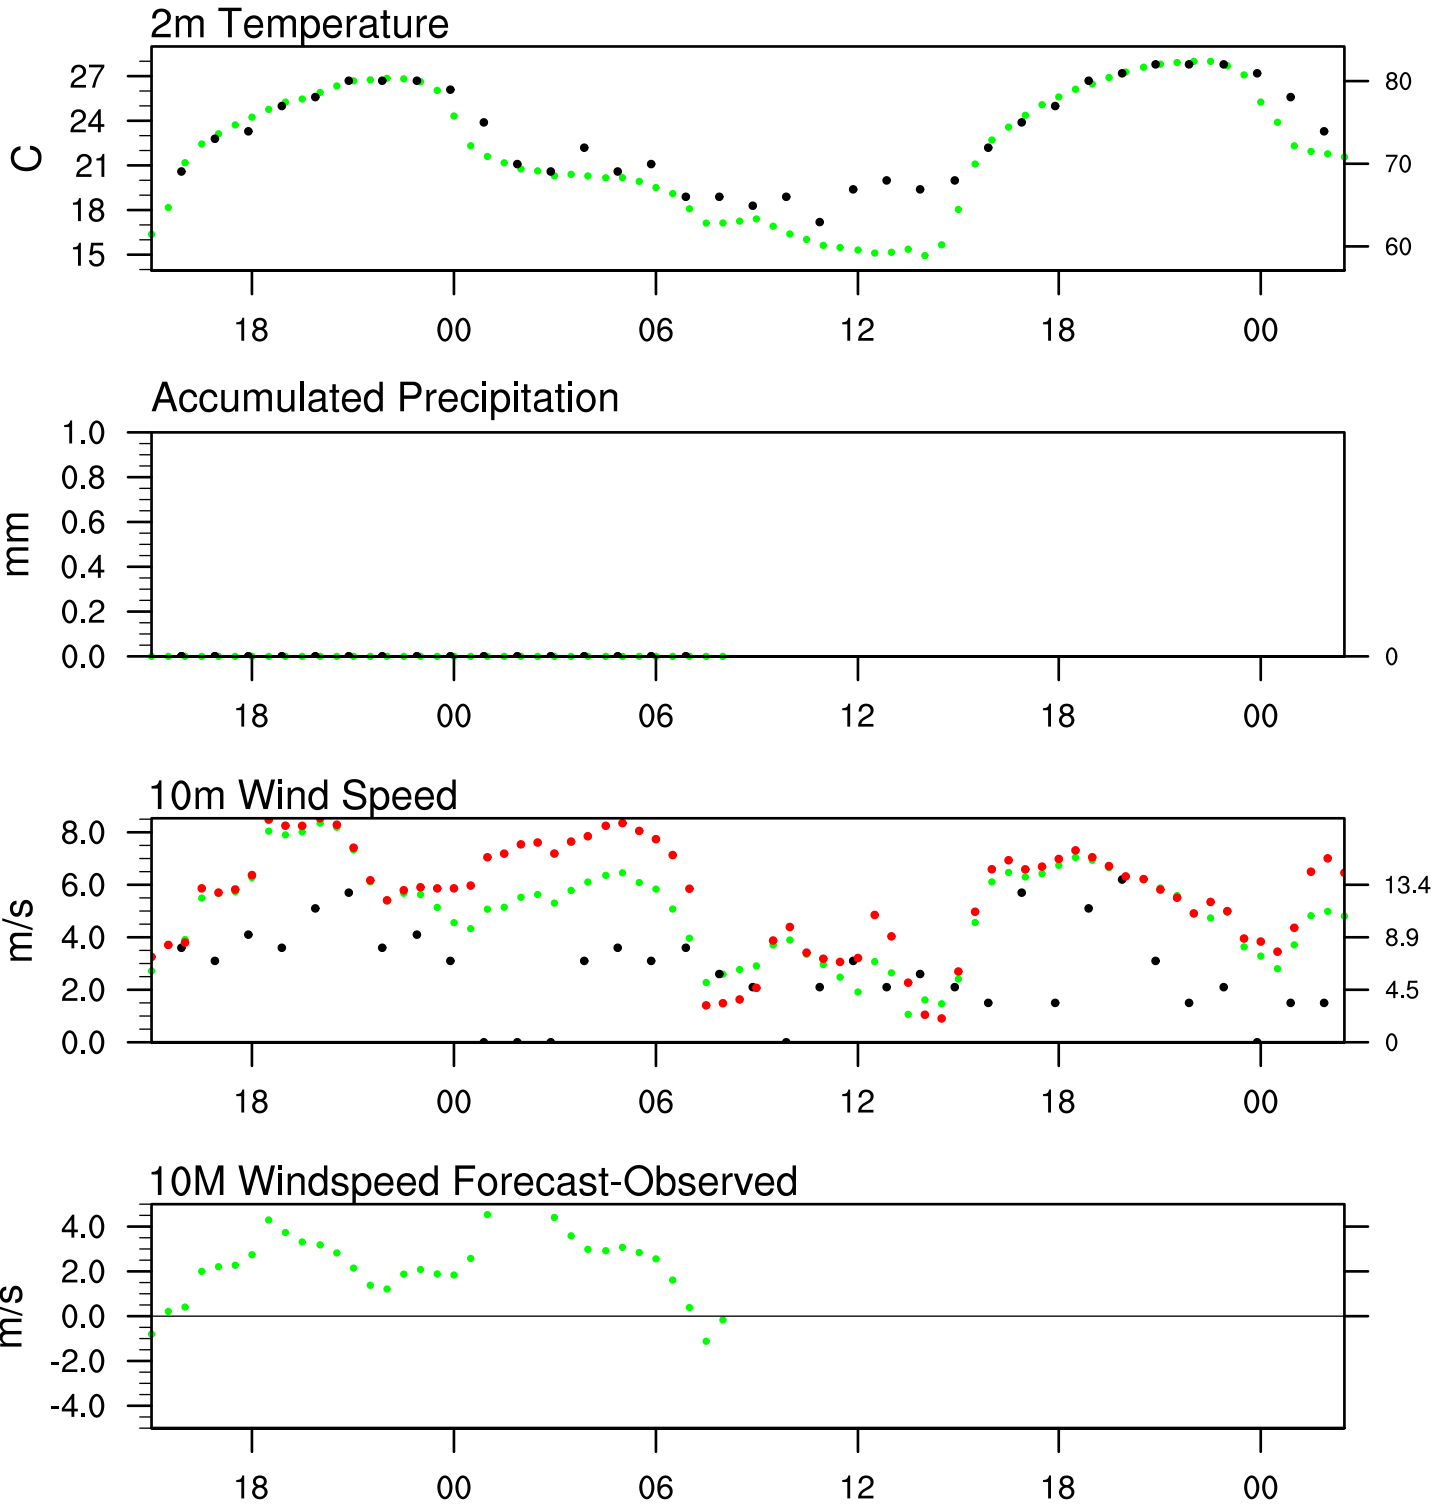 2m Temperature
27
24
21
18
15
C
80
70
60
18 00 06 12 18 00
Accumulated Precipitation
1.0
0.8
0.6
0.4
0.2
0.0
mm
0
18 00 06 12 18 00
10m Wind Speed
8.0
6.0
4.0
2.0
0.0
m/s
13.4
8.9
4.5
0
18 00 06 12 18 00
10M Windspeed Forecast-Observed
4.0
2.0
0.0
-2.0
-4.0
m/s
18 00 06 12 18 00